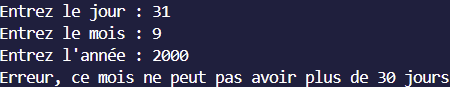 Entrez le jour : 31
Entrez le mois : 9
Entrez l'année : 2000
Erreur, ce mois ne peut pas avoir plus de 30 jours